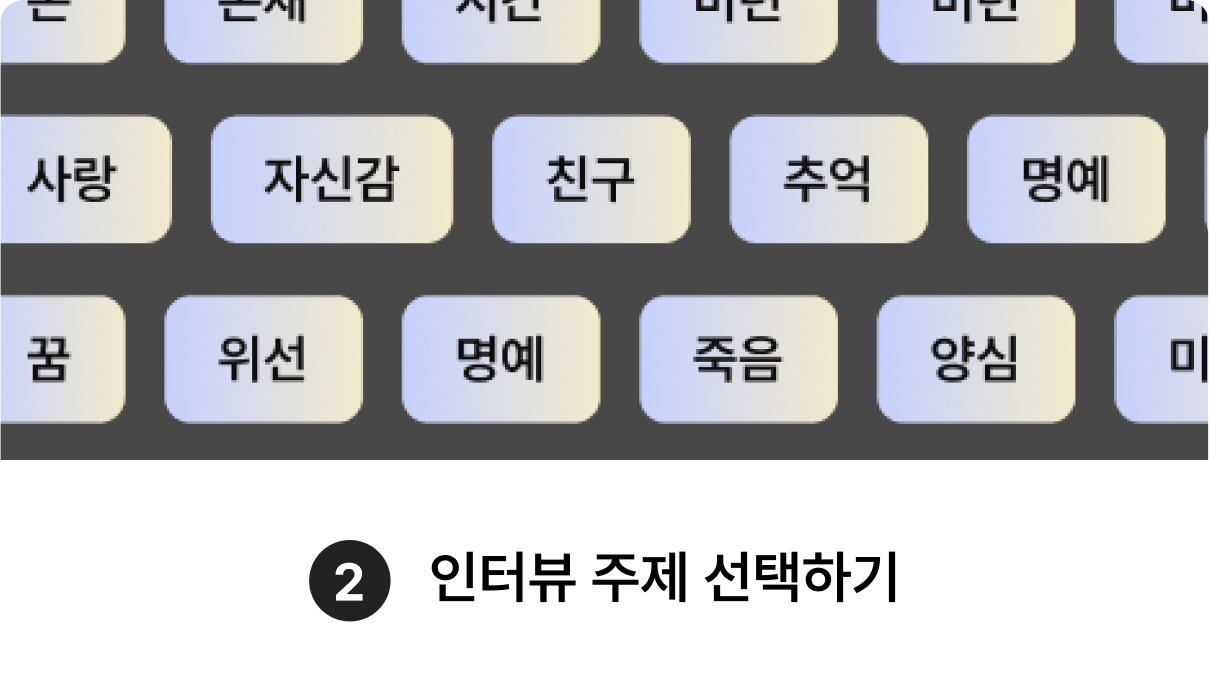 사랑 자신감 친구 추억 명예
꿈 위선 명예 죽음 양심
2 인터뷰 주제 선택하기